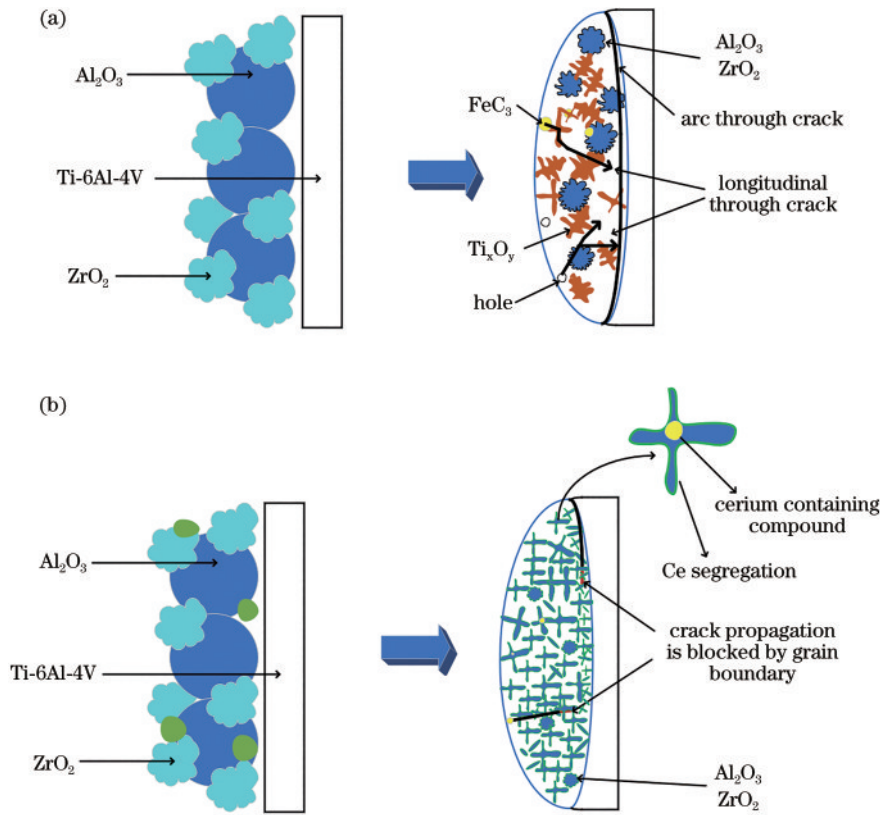 (a)
Al₂O₃
Ti-6Al-4V
ZrO₂
Al₂O₃
ZrO₂
FeC₃
arc through crack
longitudinal
through crack
TiₓOᵧ
hole
(b)
Al₂O₃
Ti-6Al-4V
ZrO₂
cerium containing
compound
Ce segregation
crack propagation
is blocked by grain
boundary
Al₂O₃
ZrO₂